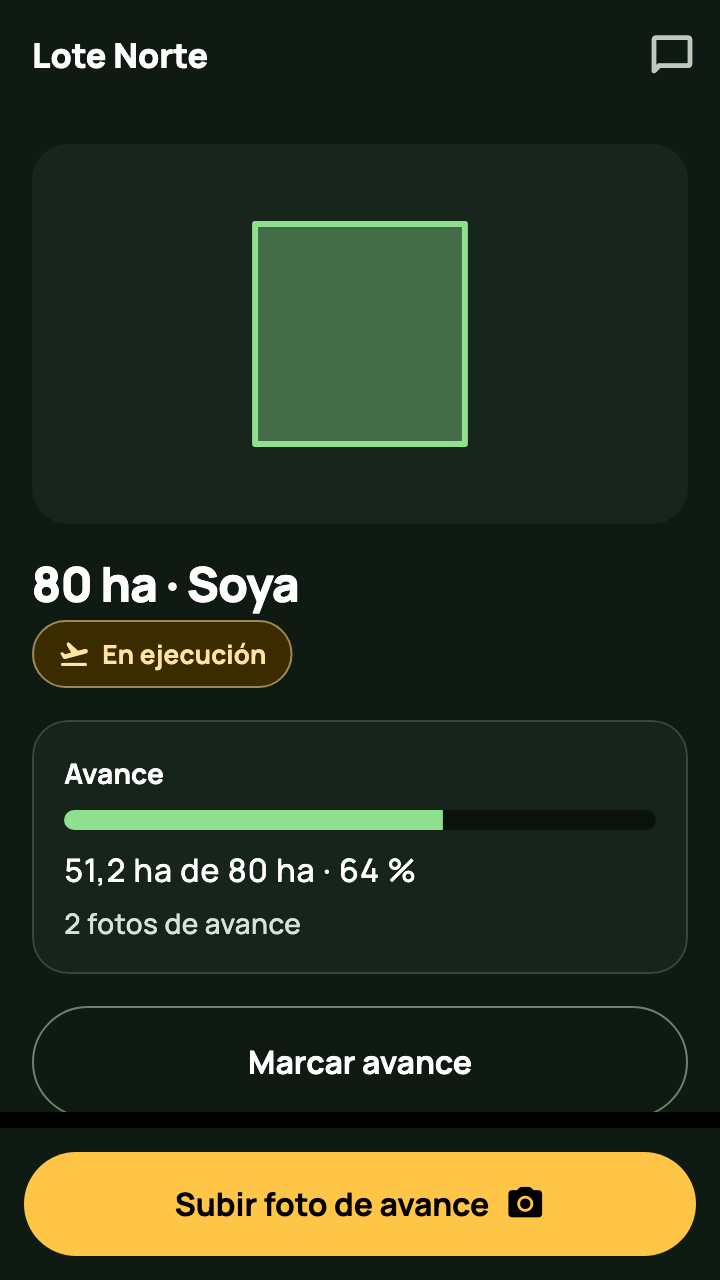 Lote Norte
80 ha · Soya
En ejecución
Avance
51,2 ha de 80 ha · 64 %
2 fotos de avance
Marcar avance
Subir foto de avance